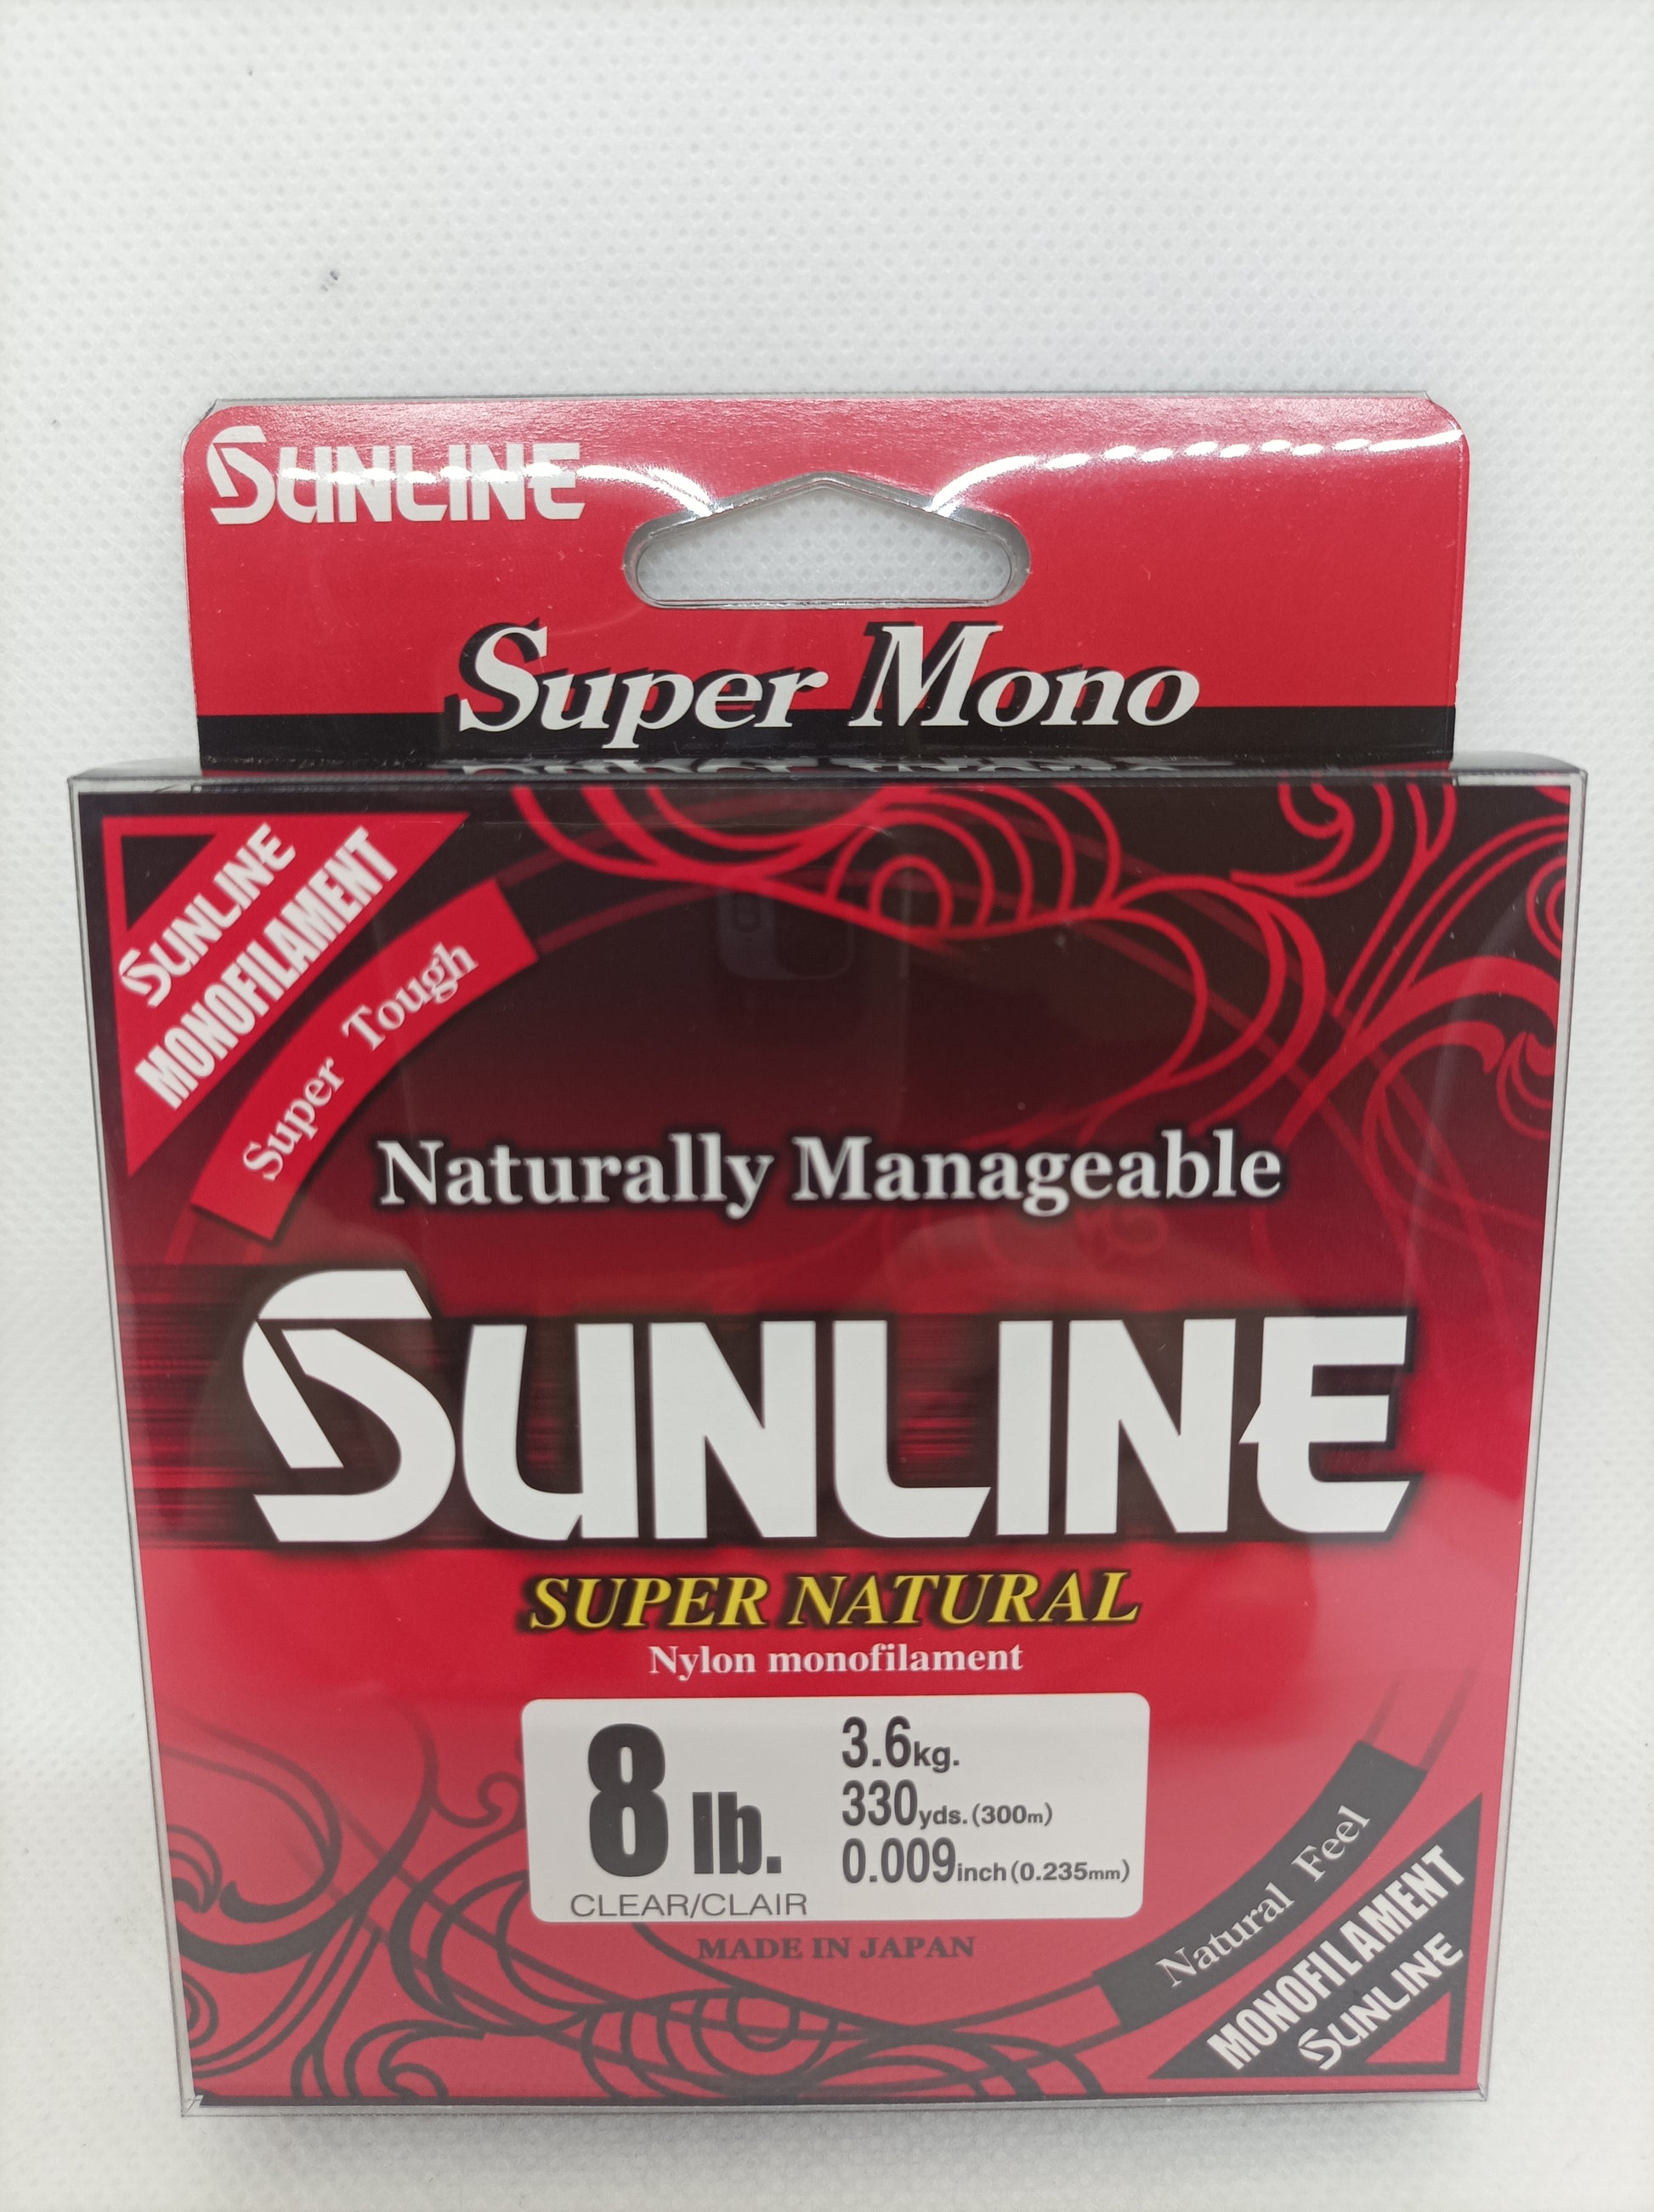 SUNLINE
Super Mono
SUNLINE
MONOFILAMENT
Super Tough
Naturally Manageable
SUNLINE
SUPER NATURAL
Nylon monofilament
8 lb.
CLEAR/CLAIR
3.6kg.
330yds.(300m)
0.009inch(0.235mm)
MADE IN JAPAN
Natural Feel
MONOFILAMENT
SUNLINE